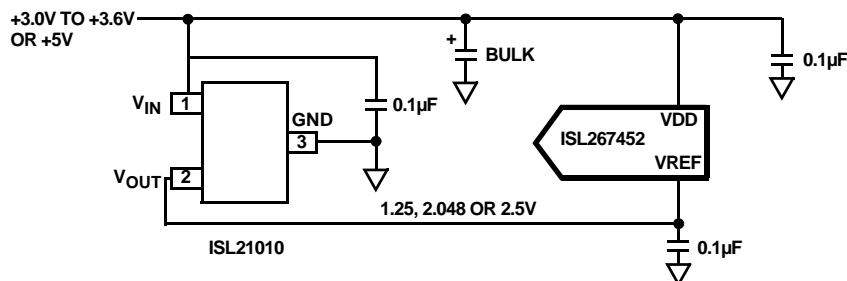 +3.0V TO +3.6V
OR +5V
+
BULK
0.1µF
VIN
1
GND
3
0.1µF
VDD
ISL267452
VREF
VOUT
2
1.25, 2.048 OR 2.5V
ISL21010
0.1µF